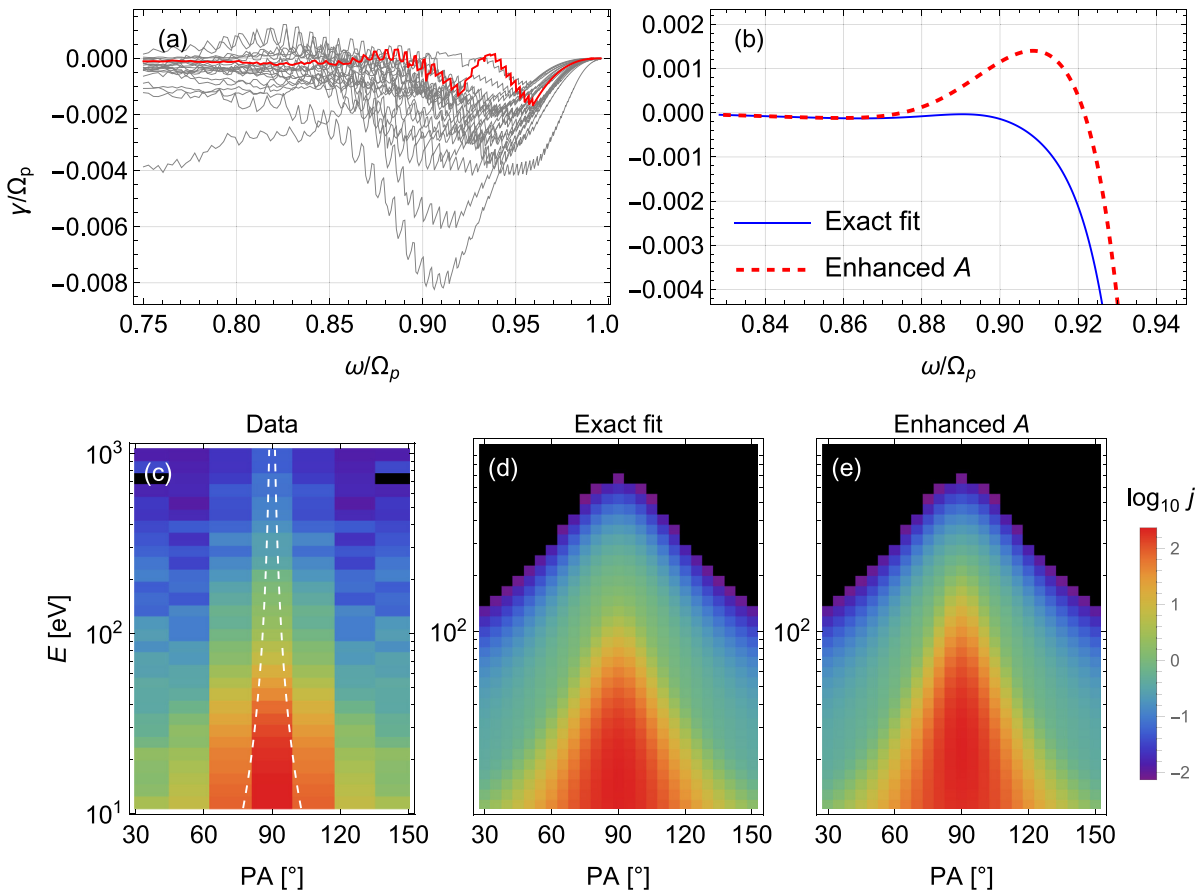 (a)
0.000
−0.002
−0.004
−0.006
−0.008
γ/Ωp
0.75 0.80 0.85 0.90 0.95 1.0
ω/Ωp
(b)
0.002
0.001
0.000
−0.001
−0.002
−0.003
−0.004
Exact fit
Enhanced A
0.84 0.86 0.88 0.90 0.92 0.94
ω/Ωp
Data
(c)
10³
10²
10¹
E [eV]
30 60 90 120 150
PA [°]
Exact fit
(d)
10²
30 60 90 120 150
PA [°]
Enhanced A
(e)
10²
30 60 90 120 150
PA [°]
log₁₀ j
2
1
0
-1
-2